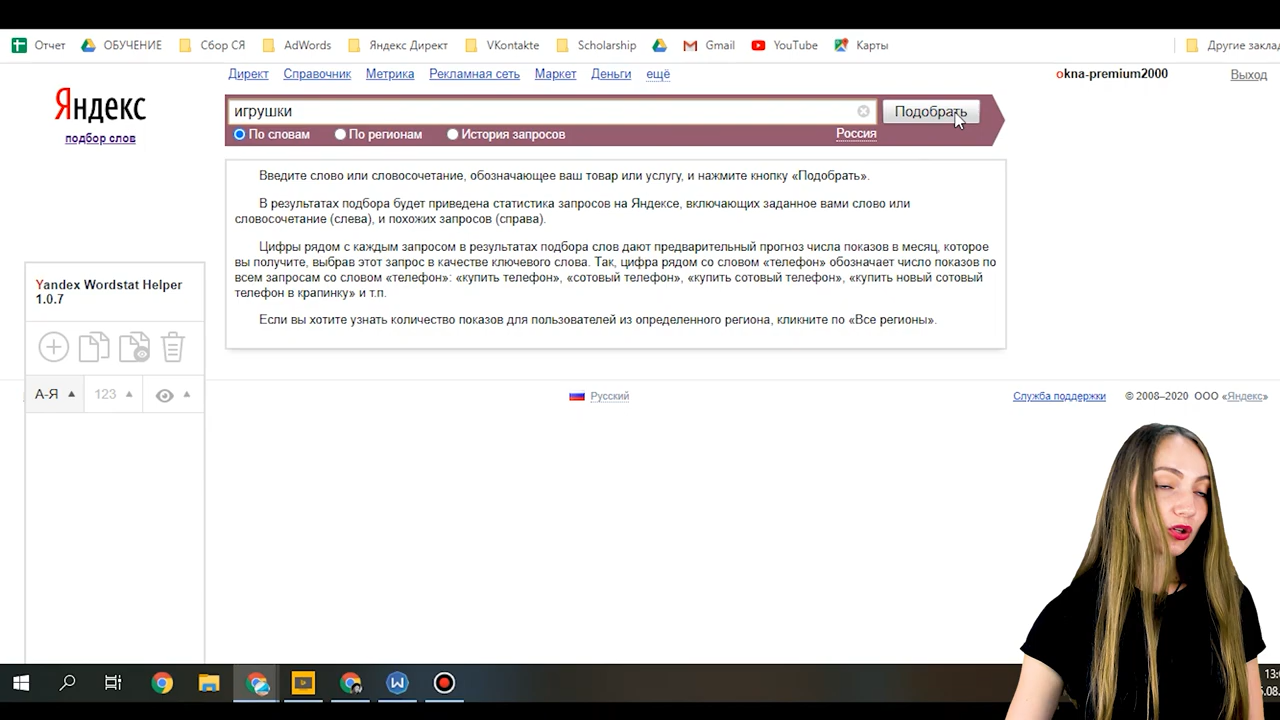 Отчет ОБУЧЕНИЕ Сбор СЯ AdWords Яндекс Директ VKontakte Scholarship Gmail YouTube Карты Другие заклад
Директ Справочник Метрика Рекламная сеть Маркет Деньги ещё okna-premium2000 Выход
Яндекс
подбор слов
игрушки Подобрать
По словам По регионам История запросов Россия
Введите слово или словосочетание, обозначающее ваш товар или услугу, и нажмите кнопку «Подобрать».
В результатах подбора будет приведена статистика запросов на Яндексе, включающих заданное вами слово или
словосочетание (слева), и похожих запросов (справа).
Цифры рядом с каждым запросом в результатах подбора слов дают предварительный прогноз числа показов в месяц, которое
вы получите, выбрав этот запрос в качестве ключевого слова. Так, цифра рядом со словом «телефон» обозначает число показов по
всем запросам со словом «телефон»: «купить телефон», «сотовый телефон», «купить сотовый телефон», «купить новый сотовый
телефон в крапинку» и т.п.
Если вы хотите узнать количество показов для пользователей из определенного региона, кликните по «Все регионы».
Yandex Wordstat Helper
1.0.7
А-Я 123
Русский Служба поддержки © 2008–2020 ООО «Яндекс»